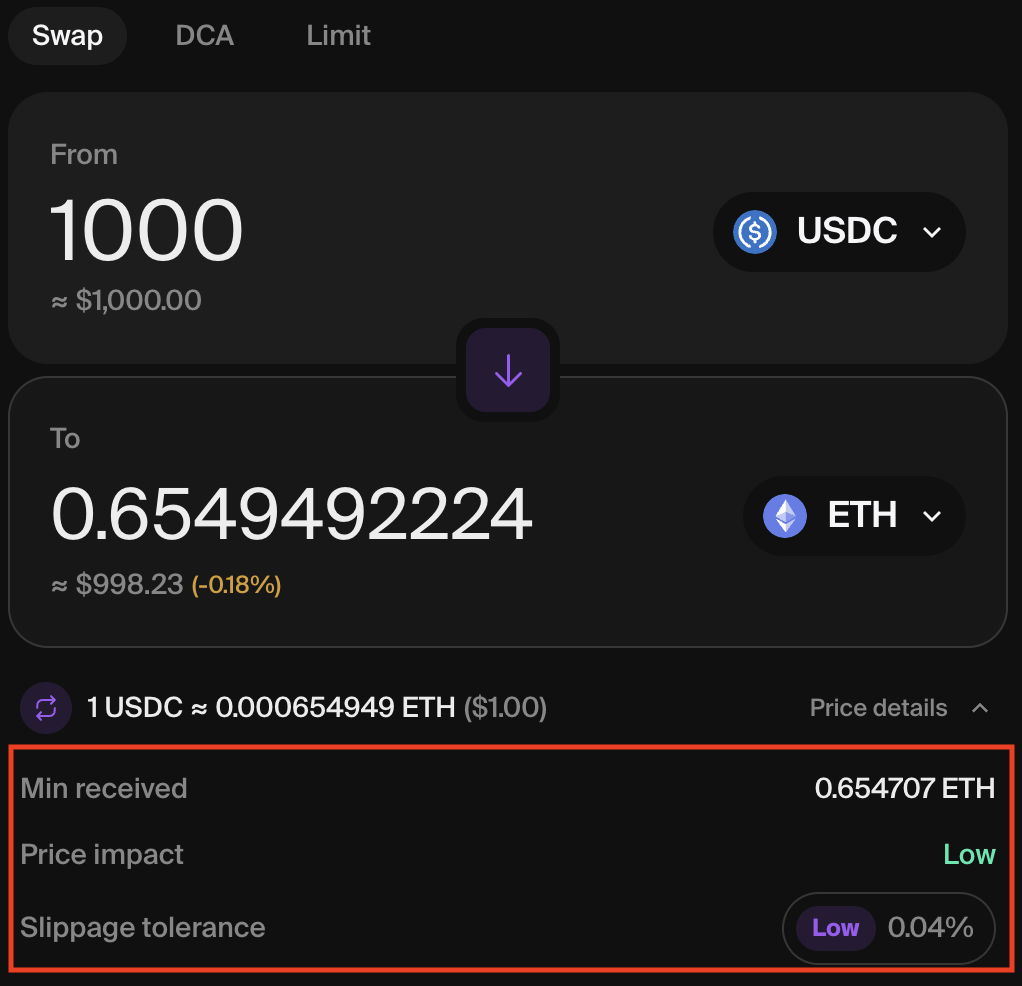 Swap DCA Limit
From
1000 USDC
≈ $1,000.00
To
0.6549492224 ETH
≈ $998.23 (-0.18%)
1 USDC ≈ 0.000654949 ETH ($1.00) Price details
Min received 0.654707 ETH
Price impact Low
Slippage tolerance Low 0.04%